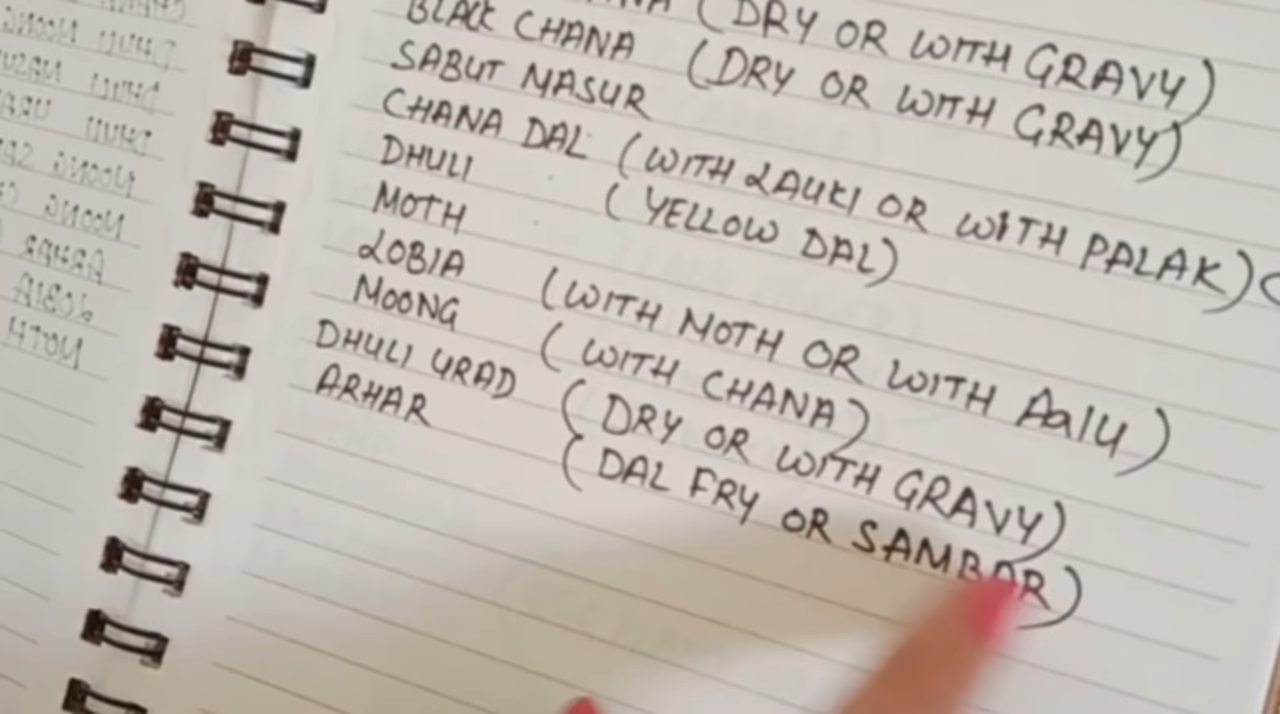 (DRY OR WITH GRAVY)
BLACK CHANA (DRY OR WITH GRAVY)
SABUT MASUR
CHANA DAL (WITH LAUKI OR WITH PALAK) (
DHULI (YELLOW DAL)
MOTH
LOBIA (WITH MOTH OR WITH AalU)
MOONG (WITH CHANA)
DHULI URAD (DRY OR WITH GRAVY)
ARHAR (DAL FRY OR SAMBAR)